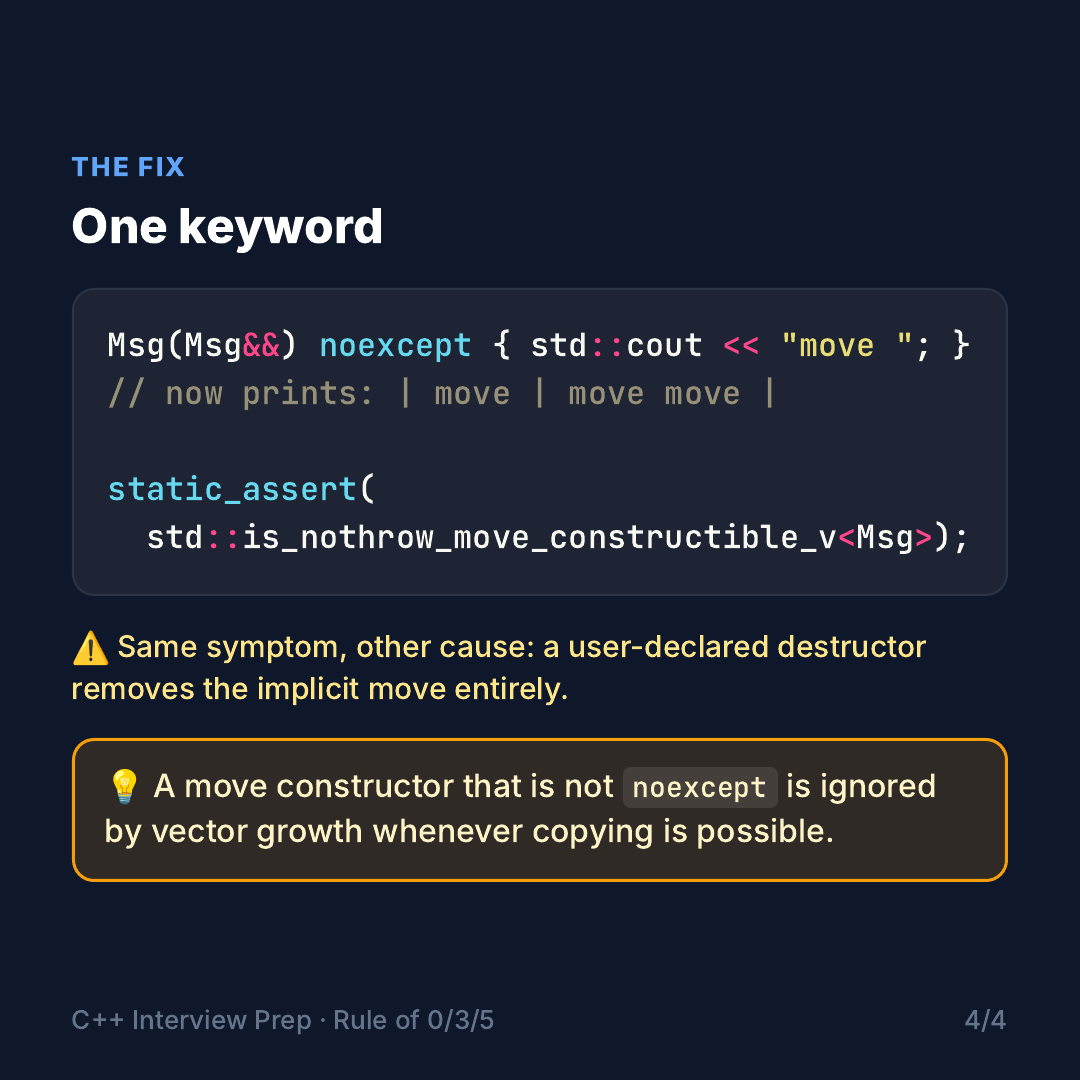 THE FIX
One keyword
Msg(Msg&&) noexcept { std::cout << "move "; }
// now prints: | move | move move |
static_assert(
  std::is_nothrow_move_constructible_v<Msg>);
⚠️ Same symptom, other cause: a user-declared destructor
removes the implicit move entirely.
💡 A move constructor that is not noexcept is ignored
by vector growth whenever copying is possible.
C++ Interview Prep · Rule of 0/3/5
4/4